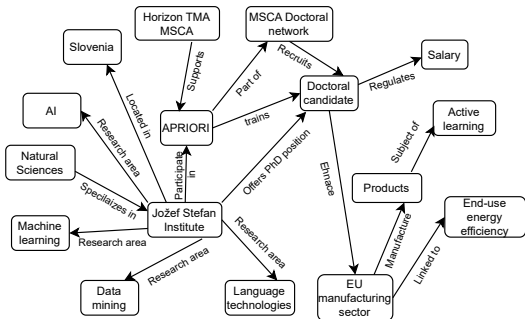 Horizon TMA
MSCA
MSCA Doctoral
network
Slovenia
Salary
Supports
Part of
Recruits
Regulates
AI
Located in
Research area
APRIORI
trains
Doctoral
candidate
Active
learning
Natural
Sciences
Specilaizes in
Participate
in
Offers PhD position
Ehnace
Subject of
Products
Machine
learning
Research area
Jožef Stefan
Institute
Research area
Research area
Manufacture
Linked to
End-use energy
efficiency
Data
mining
Language
technologies
EU
manufacturing
sector